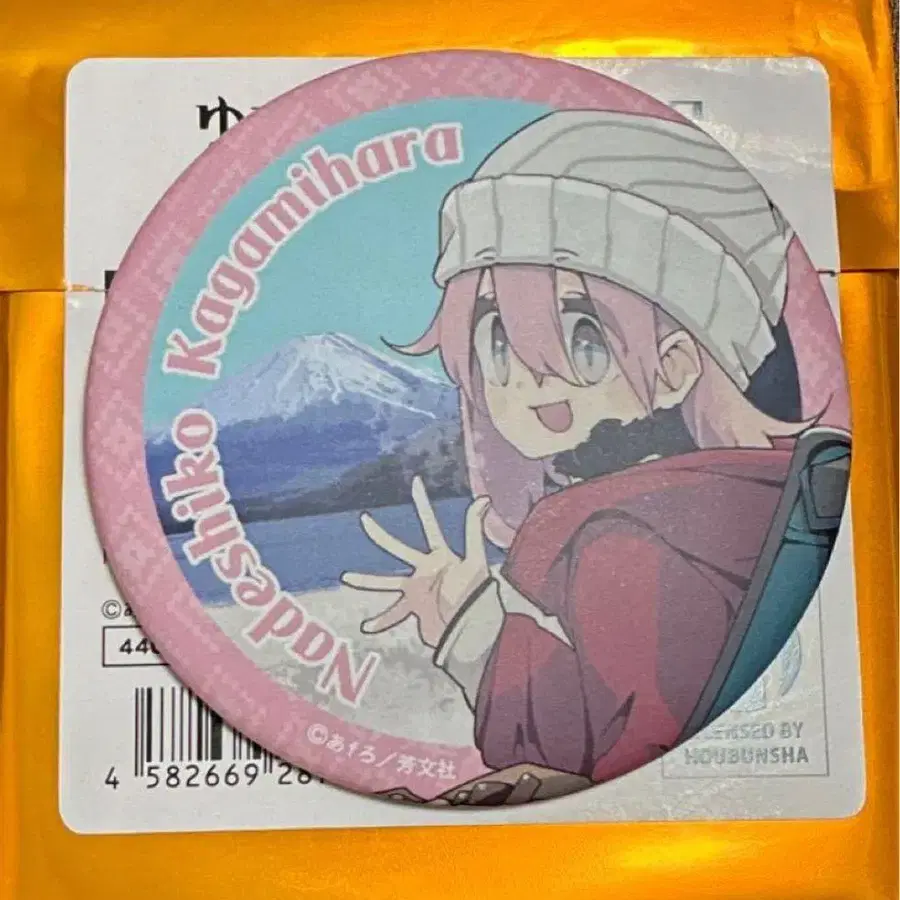 ゆ
Nadeshiko Kagamihara
©あfろ/芳文社
©あ
44
LICENSED BY
HOUBUNSHA
4 582669 28